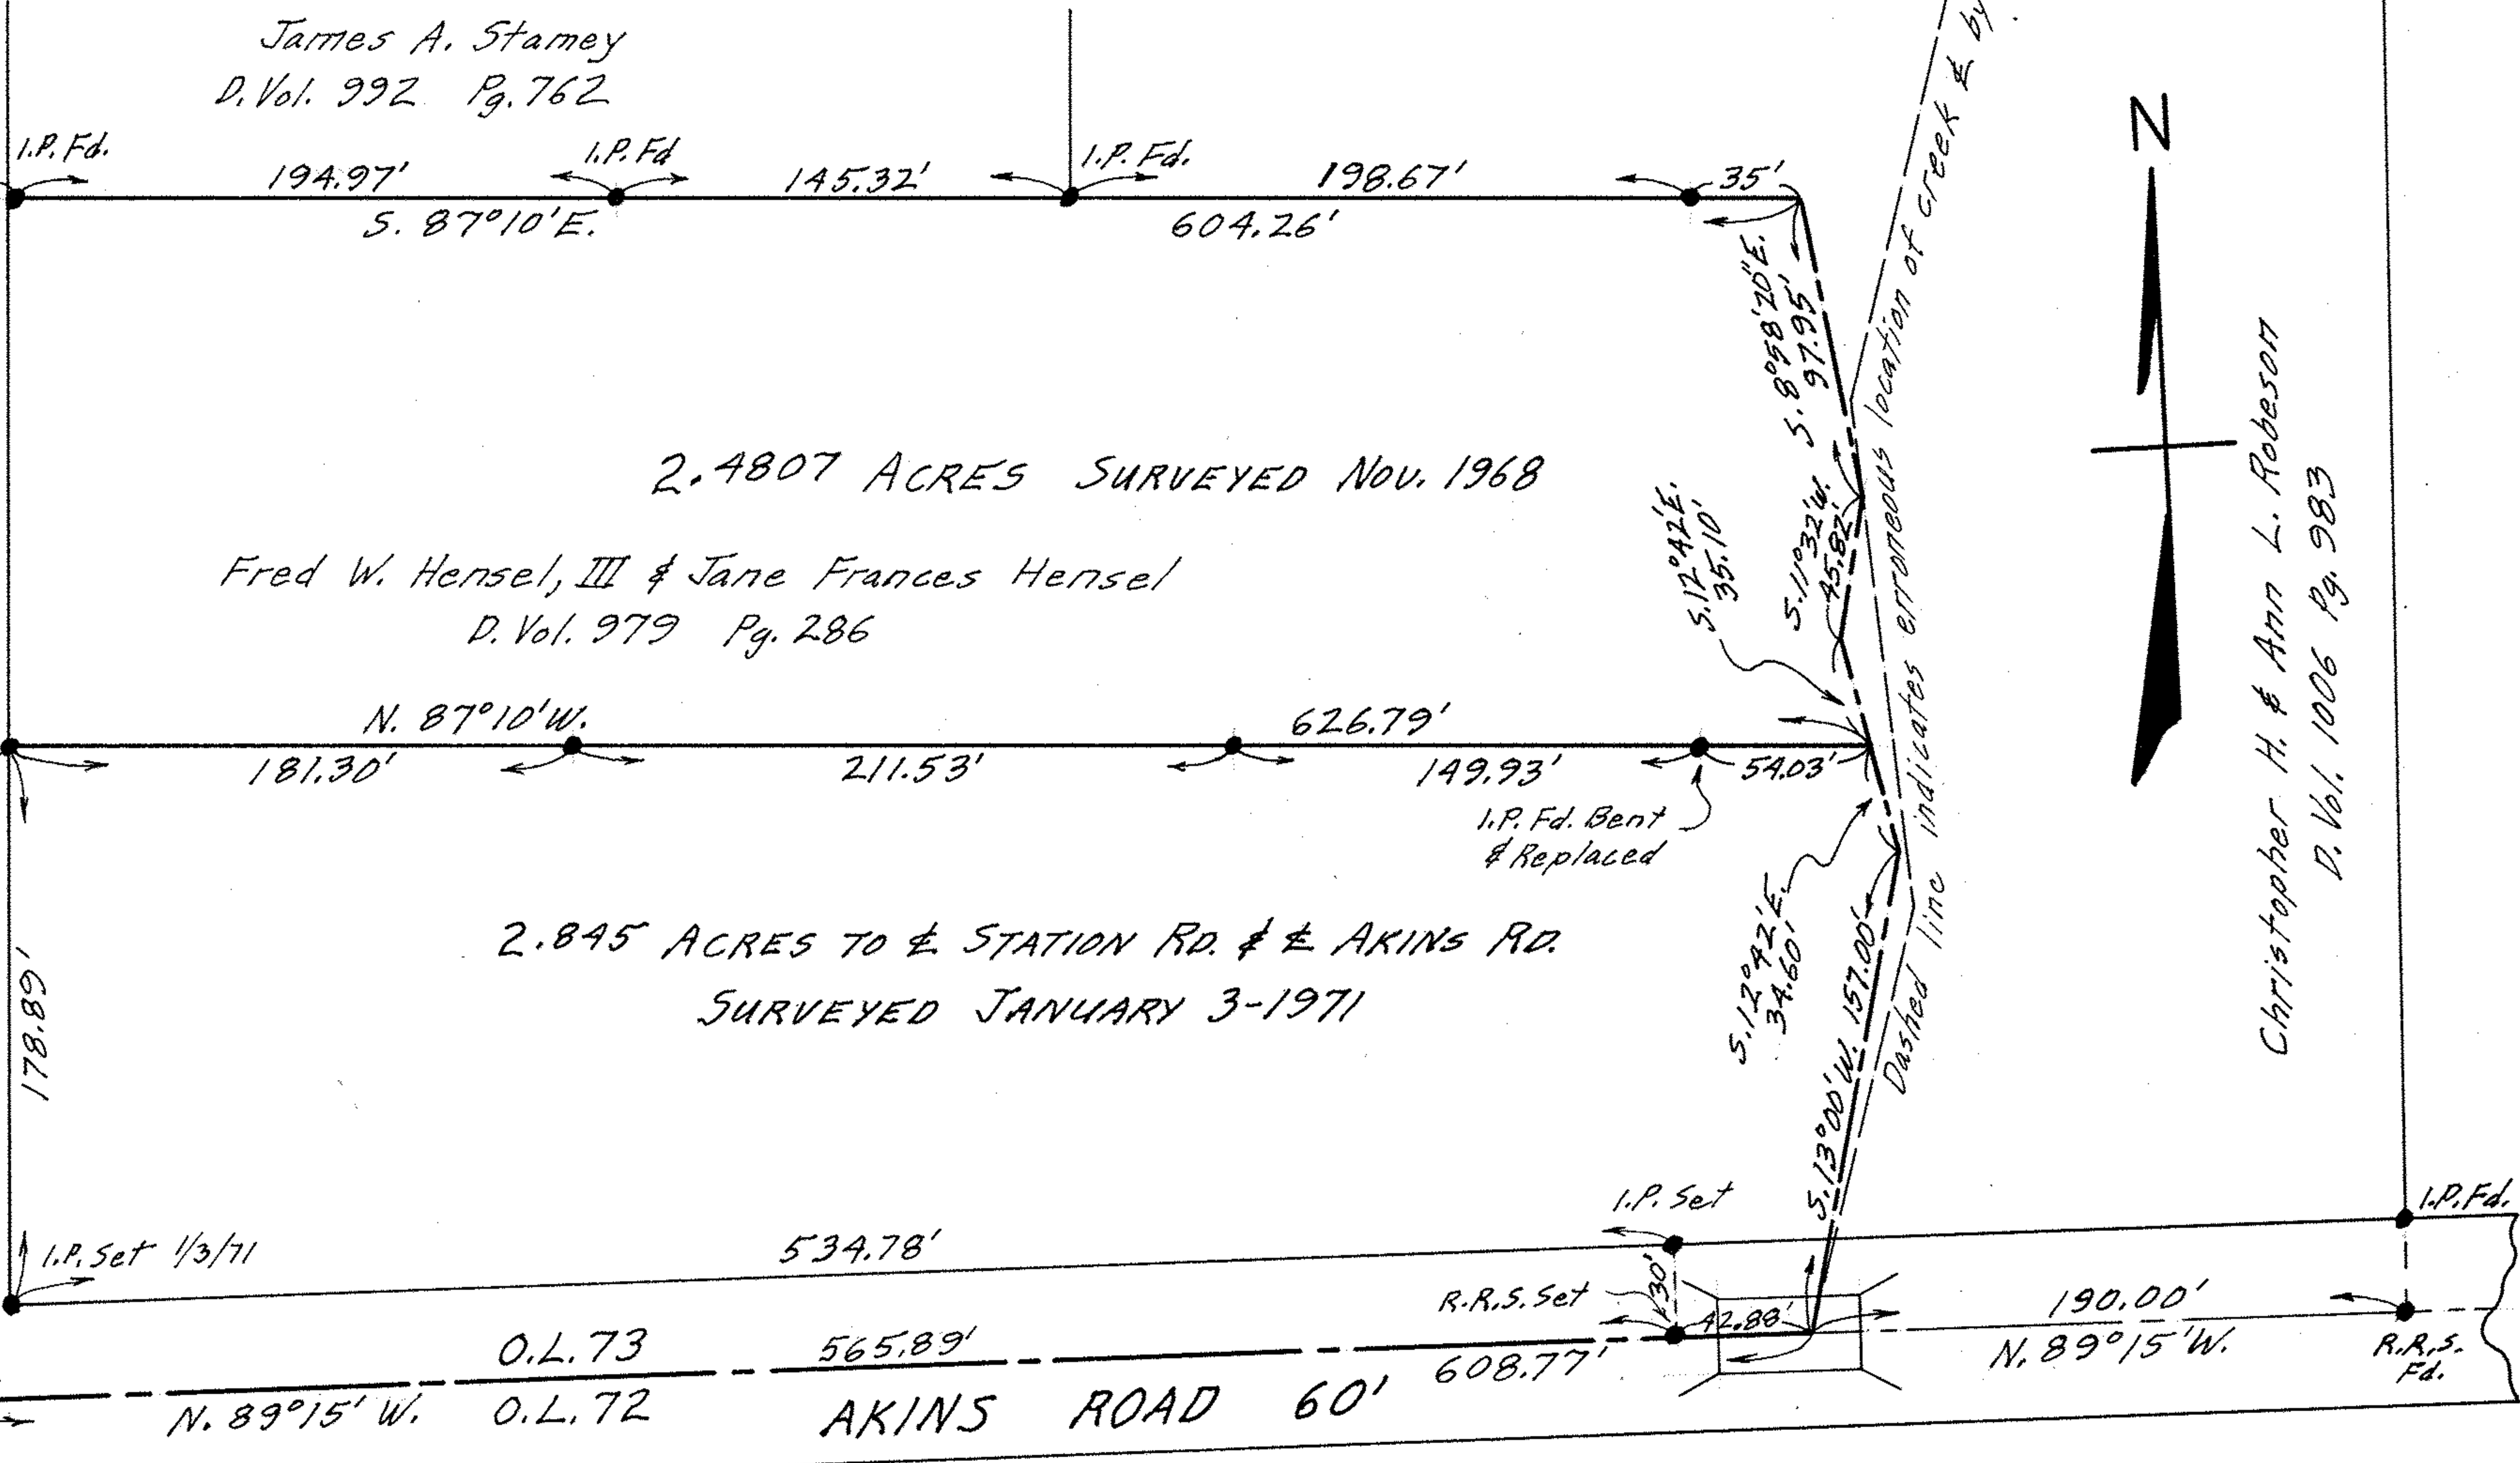 James A. Stamey
D. Vol. 992 Pg. 762
I.P. Fd.
194.97'
I.P. Fd
145.32'
I.P. Fd.
198.67'
35'
S. 87°10' E.
604.26'
S. 8°58'20" E.
97.95'
2.4807 ACRES SURVEYED NOV. 1968
S. 11°32' W.
45.82'
S. 12°42' E.
35.10'
Fred W. Hensel, III & Jane Frances Hensel
D. Vol. 979 Pg. 286
N. 87°10' W.
626.79'
181.30'
211.53'
149.93'
54.03'
I.P. Fd. Bent
& Replaced
S. 12°42' E.
34.60'
2.845 ACRES TO ℄ STATION RD. & ℄ AKINS RD.
SURVEYED JANUARY 3-1971
178.89'
S. 13°00' W. 157.00'
Dashed line indicates erroneous location of creek ℄ by
N
Christopher H. & Ann L. Robeson
D. Vol. 1006 Pg. 983
I.P. Set 1/3/71
534.78'
I.P. Set
I.P. Fd.
30'
R.R.S. Set
42.88'
190.00'
N. 89°15' W.
R.R.S.
Fd.
O.L. 73
565.89'
608.77'
N. 89°15' W.
O.L. 72
AKINS ROAD 60'